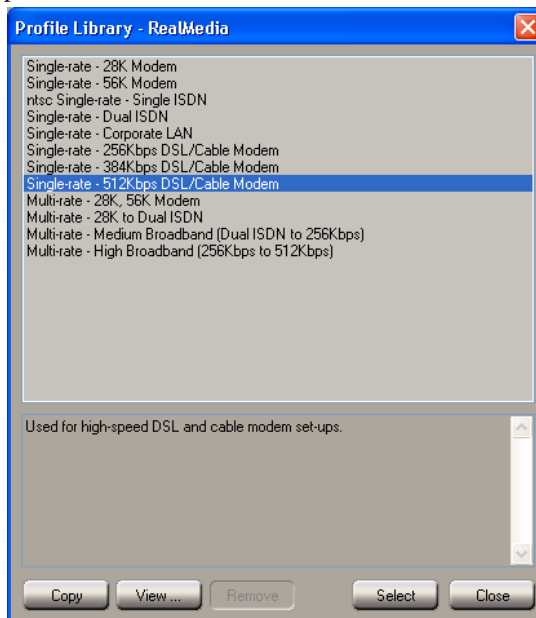 Profile Library - RealMedia
Single-rate - 28K Modem
Single-rate - 56K Modem
ntsc Single-rate - Single ISDN
Single-rate - Dual ISDN
Single-rate - Corporate LAN
Single-rate - 256Kbps DSL/Cable Modem
Single-rate - 384Kbps DSL/Cable Modem
Single-rate - 512Kbps DSL/Cable Modem
Multi-rate - 28K, 56K Modem
Multi-rate - 28K to Dual ISDN
Multi-rate - Medium Broadband (Dual ISDN to 256Kbps)
Multi-rate - High Broadband (256Kbps to 512Kbps)
Used for high-speed DSL and cable modem set-ups.
Copy View ... Remove Select Close